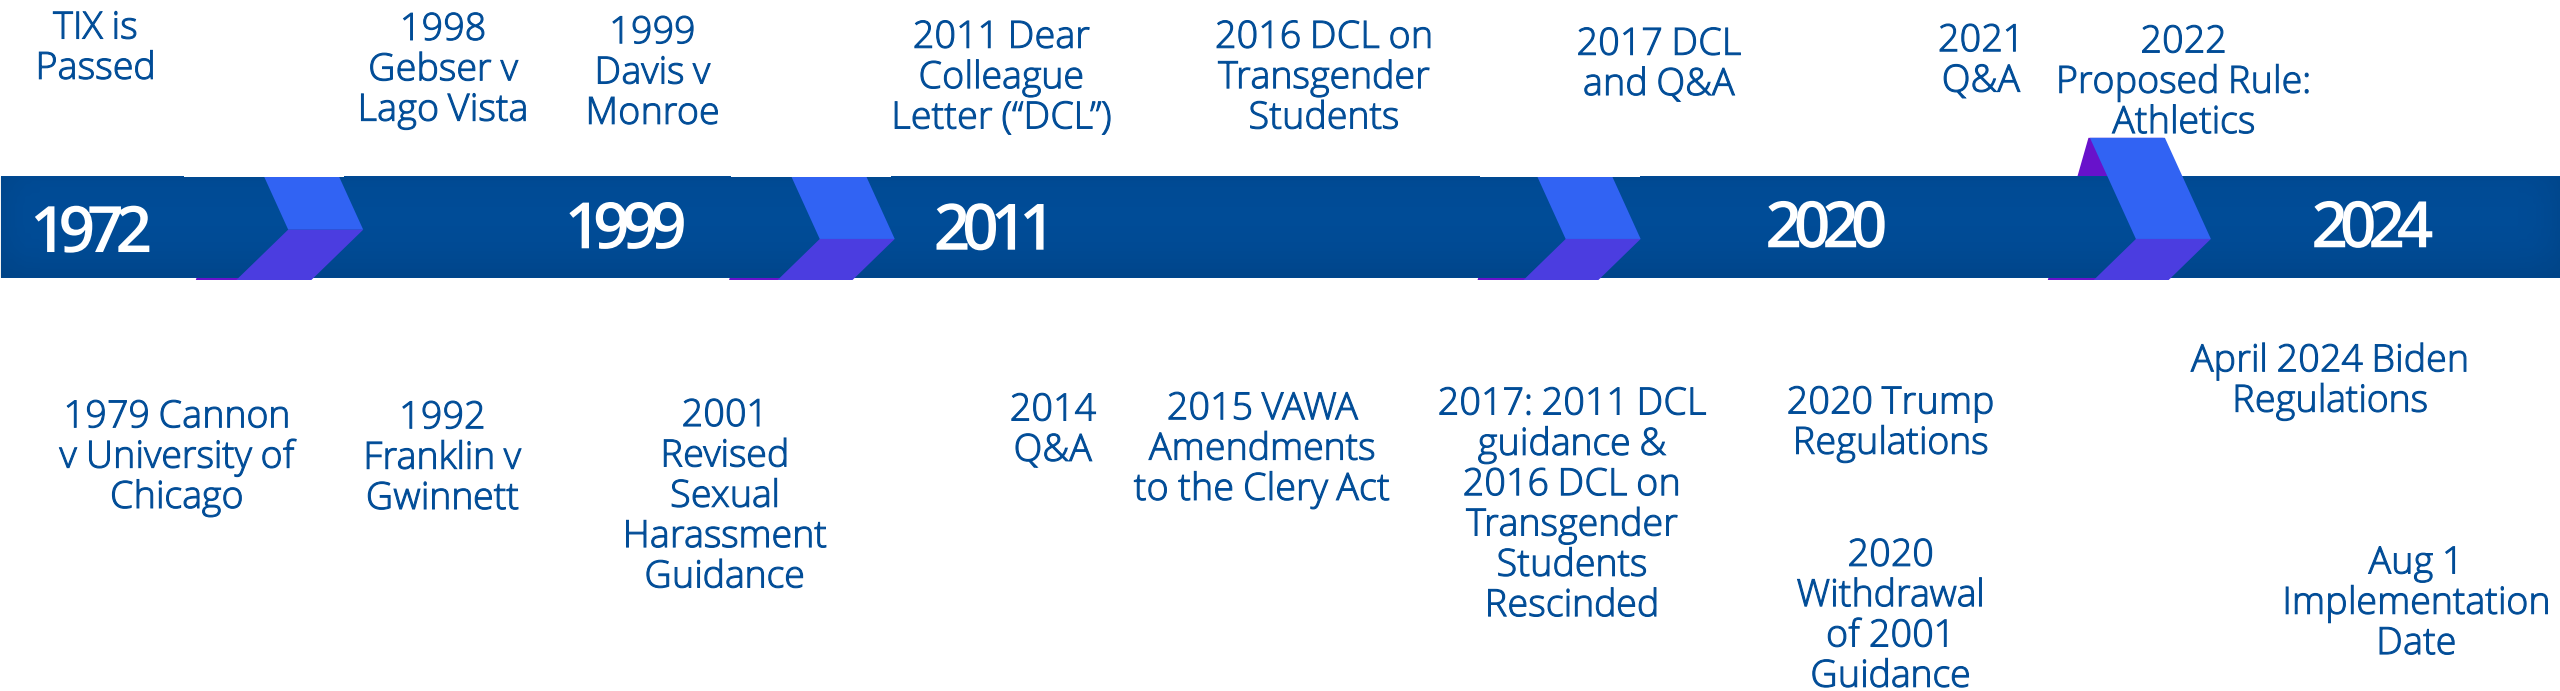 TIX is
Passed
1998
Gebser v
Lago Vista
1999
Davis v
Monroe
2011 Dear
Colleague
Letter (“DCL”)
2016 DCL on
Transgender
Students
2017 DCL
and Q&A
2021
Q&A
2022
Proposed Rule:
Athletics
1972
1999
2011
2020
2024
1979 Cannon
v University of
Chicago
1992
Franklin v
Gwinnett
2001
Revised
Sexual
Harassment
Guidance
2014
Q&A
2015 VAWA
Amendments
to the Clery Act
2017: 2011 DCL
guidance &
2016 DCL on
Transgender
Students
Rescinded
2020 Trump
Regulations
2020
Withdrawal
of 2001
Guidance
April 2024 Biden
Regulations
Aug 1
Implementation
Date